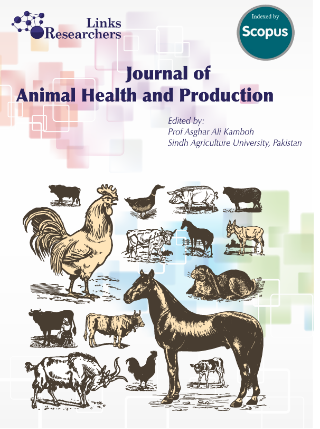 Links
Researchers
Indexed by
Scopus
Journal of
Animal Health and Production
Edited by:
Prof Asghar Ali Kamboh
Sindh Agriculture University, Pakistan